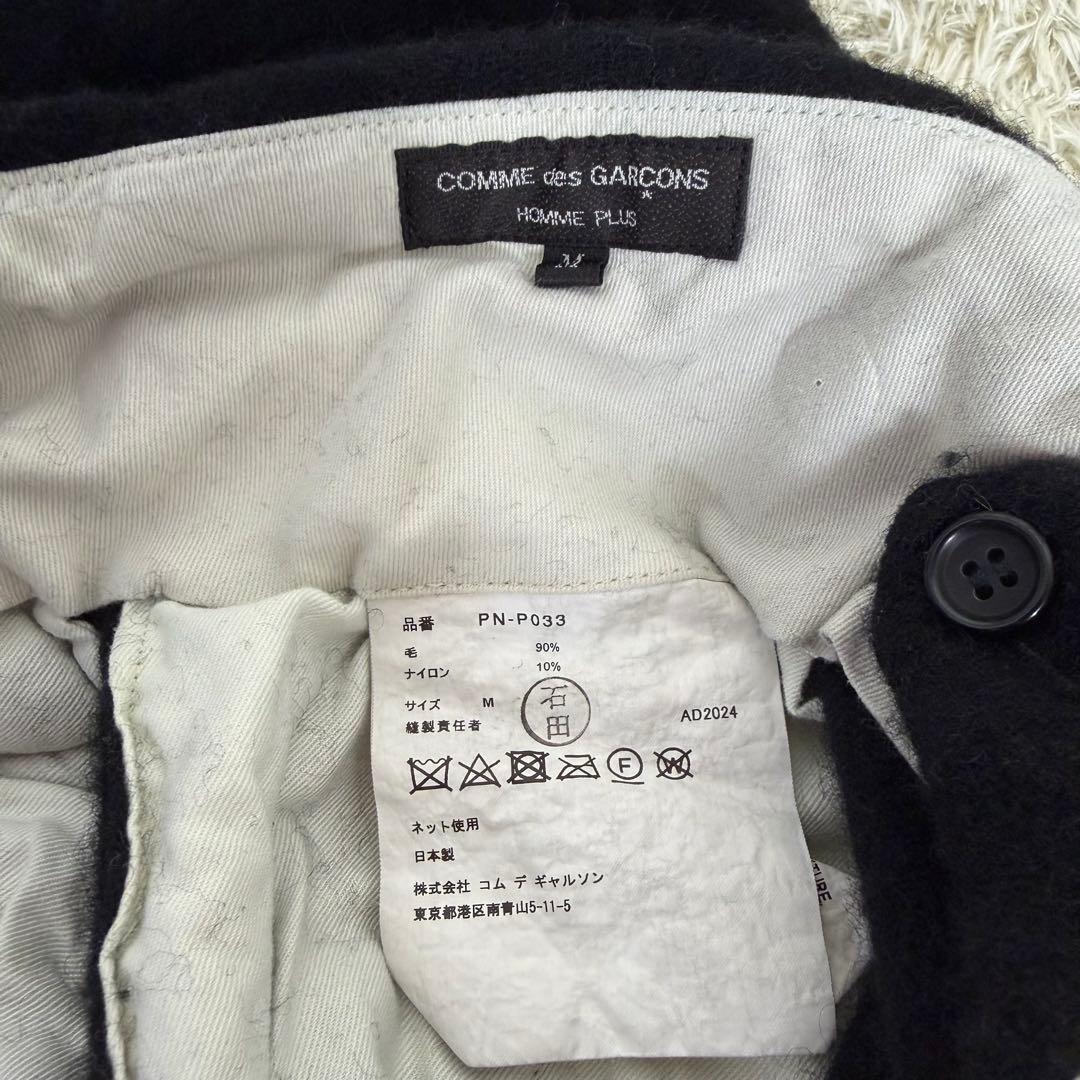 COMME des GARÇONS
HOMME PLUS
M
品番 PN-P033
毛 90%
ナイロン 10%
サイズ M
縫製責任者 石田
AD2024
F W
ネット使用
日本製
株式会社 コム デ ギャルソン
東京都港区南青山5-11-5